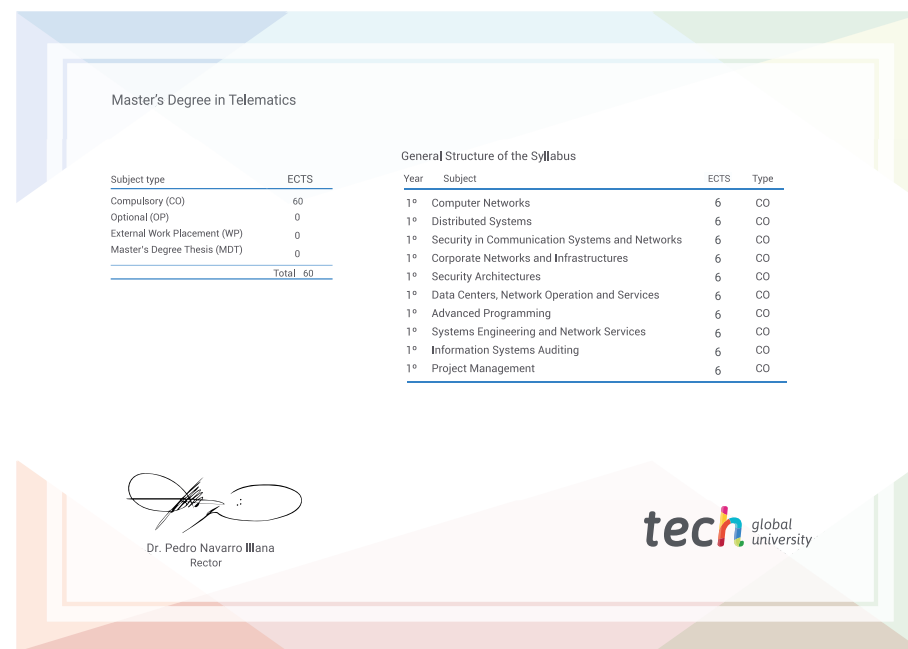 Master's Degree in Telematics
General Structure of the Syllabus
Subject type ECTS
Compulsory (CO) 60
Optional (OP) 0
External Work Placement (WP) 0
Master's Degree Thesis (MDT) 0
Total 60
Year Subject ECTS Type
1º Computer Networks 6 CO
1º Distributed Systems 6 CO
1º Security in Communication Systems and Networks 6 CO
1º Corporate Networks and Infrastructures 6 CO
1º Security Architectures 6 CO
1º Data Centers, Network Operation and Services 6 CO
1º Advanced Programming 6 CO
1º Systems Engineering and Network Services 6 CO
1º Information Systems Auditing 6 CO
1º Project Management 6 CO
Dr. Pedro Navarro Illana
Rector
tech global
university